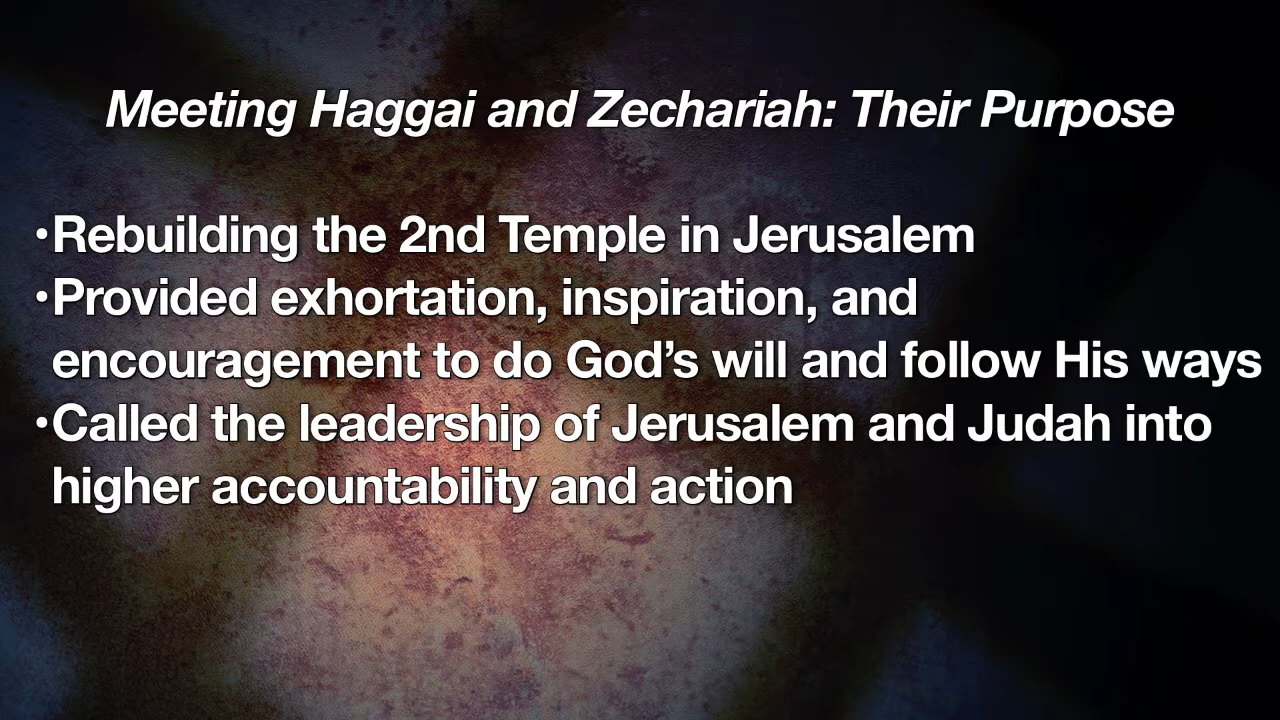 Meeting Haggai and Zechariah: Their Purpose
•Rebuilding the 2nd Temple in Jerusalem
•Provided exhortation, inspiration, and
encouragement to do God’s will and follow His ways
•Called the leadership of Jerusalem and Judah into
higher accountability and action